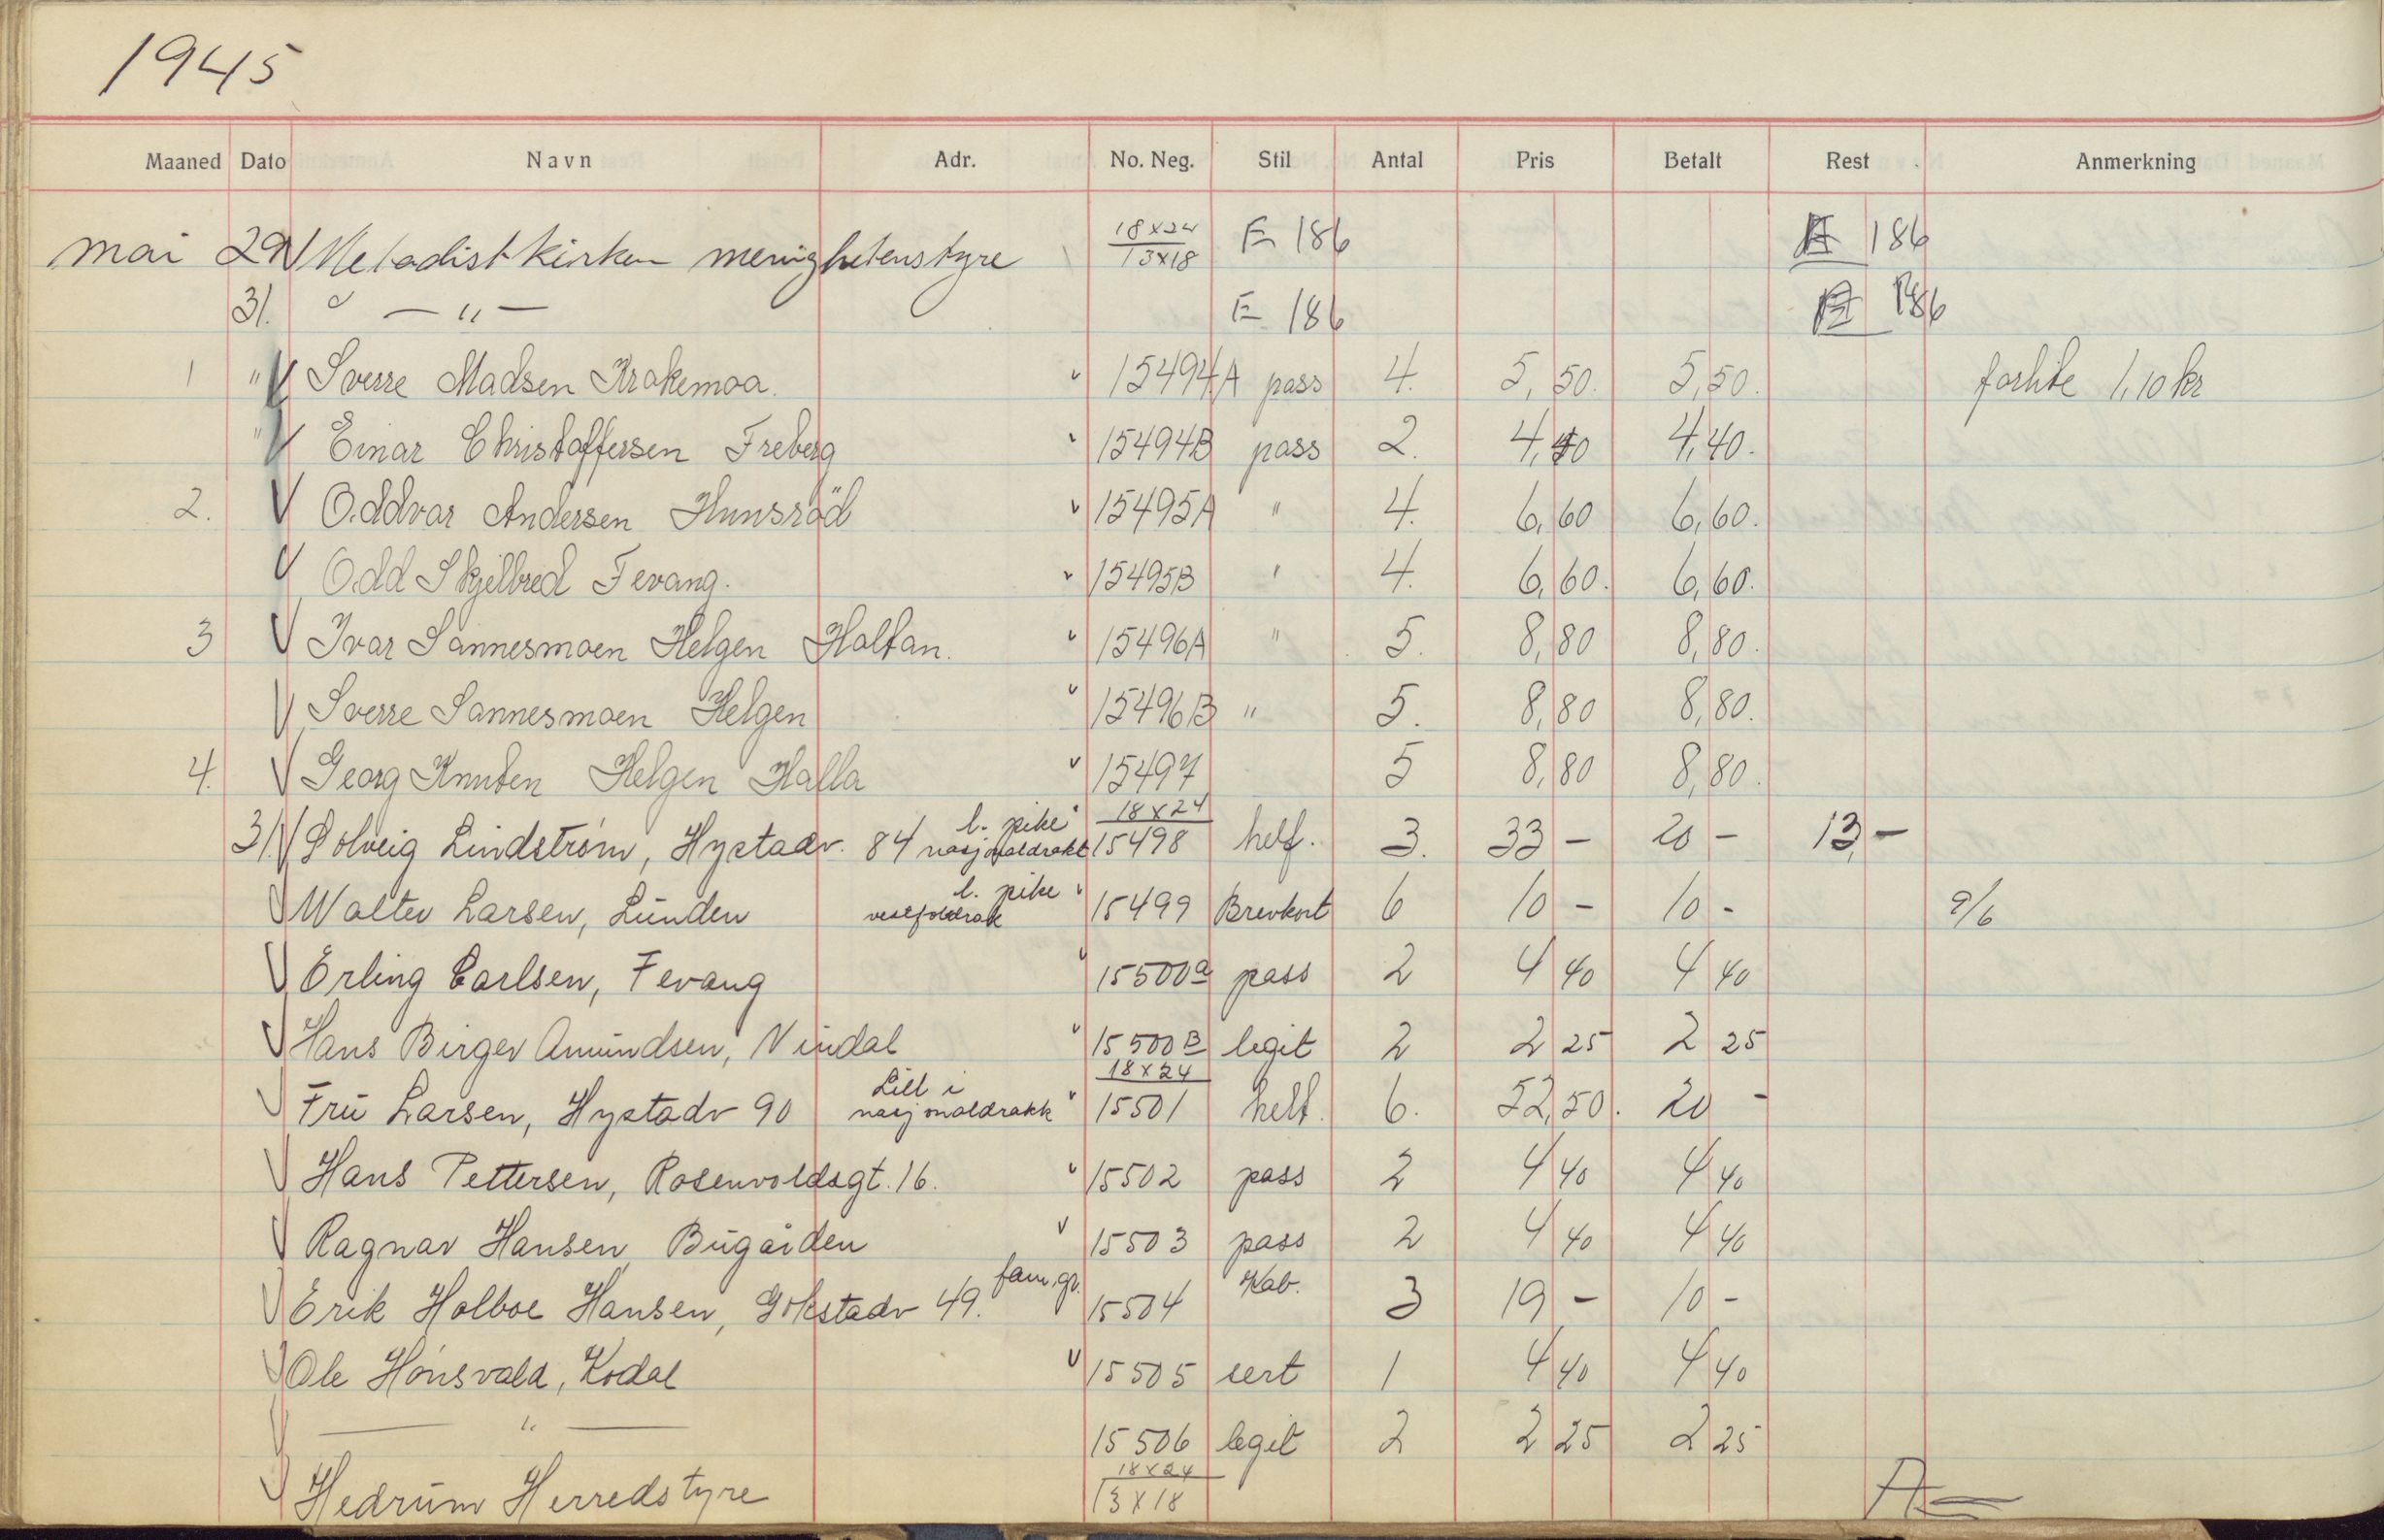 1945
Maaned Dato Navn Adr. No. Neg. Stil Antal Pris Betalt Rest Anmerkning
mai 29 V Metodistkirken menighetenstyre 18x24 / 13x18 E 186 186
31. " — " — E 186 186
1 " V Sverre Madsen Krakemoa. v 15494A pass 4. 5,50. 5,50. 1,10 kr
" V Einar Christoffersen Freberg v 15494B pass 2. 4,40 4,40.
2. V Oddvar Andersen Hunsröd v 15495A " 4. 6,60 6,60.
V Odd Skjelbred Fevang. v 15495B " 4. 6,60. 6,60.
3 V Ivar Sannesmoen Helgen Holtan. v 15496A " 5. 8,80 8,80.
V Sverre Sannesmoen Helgen v 15496B " 5. 8,80 8,80.
4. V Georg Knutsen Helgen Halla v 15497 5 8,80 8,80.
l. pike v 18x24
31. V Solveig Lindstrøm, Hystadv. 84 nasjonaldrakt 15498 helf. 3. 33 – 20 – 13,–
l. pike v
V Walter Larsen, Lunden vestfolddrak 15499 Brevkort 6 10 – 10 – 9/6
V Erling Carlsen, Fevang v 15500a pass 2 4 40 4 40
V Hans Birger Amundsen, Vindal v 15500B legit 2 2 25 2 25
Lill i 18x24
V Fru Larsen, Hystadv 90 nasjonaldrakk v 15501 helf. 6. 52,50. 20 –
V Hans Pettersen, Rosenvoldsgt. 16. v 15502 pass 2 4 40 4 40
V Ragnar Hansen, Bugården v 15503 pass 2 4 40 4 40
fam. gr. Kab.
V Erik Holboe Hansen, Gokstadv 49. 15504 3 19 – 10 –
V Ole Hønsvald, Kodal v 15505 sert 1 4 40 4 40
V — " — 15506 legit 2 2 25 2 25
V Hedrum Herredstyre 18x24 / 13x18